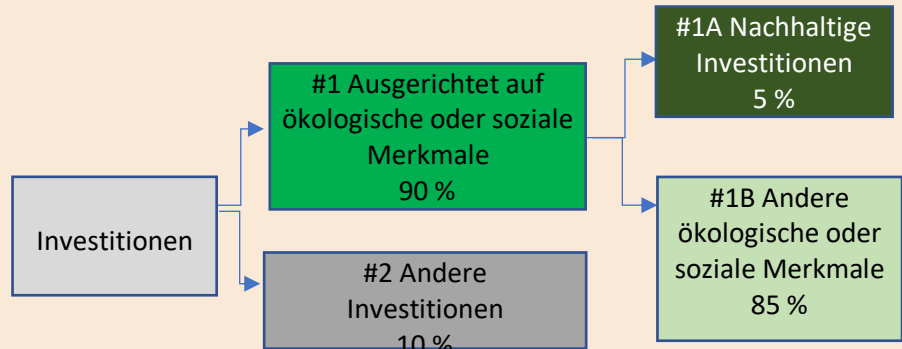 Investitionen
#1 Ausgerichtet auf
ökologische oder soziale
Merkmale
90 %
#2 Andere
Investitionen
10 %
#1A Nachhaltige
Investitionen
5 %
#1B Andere
ökologische oder
soziale Merkmale
85 %